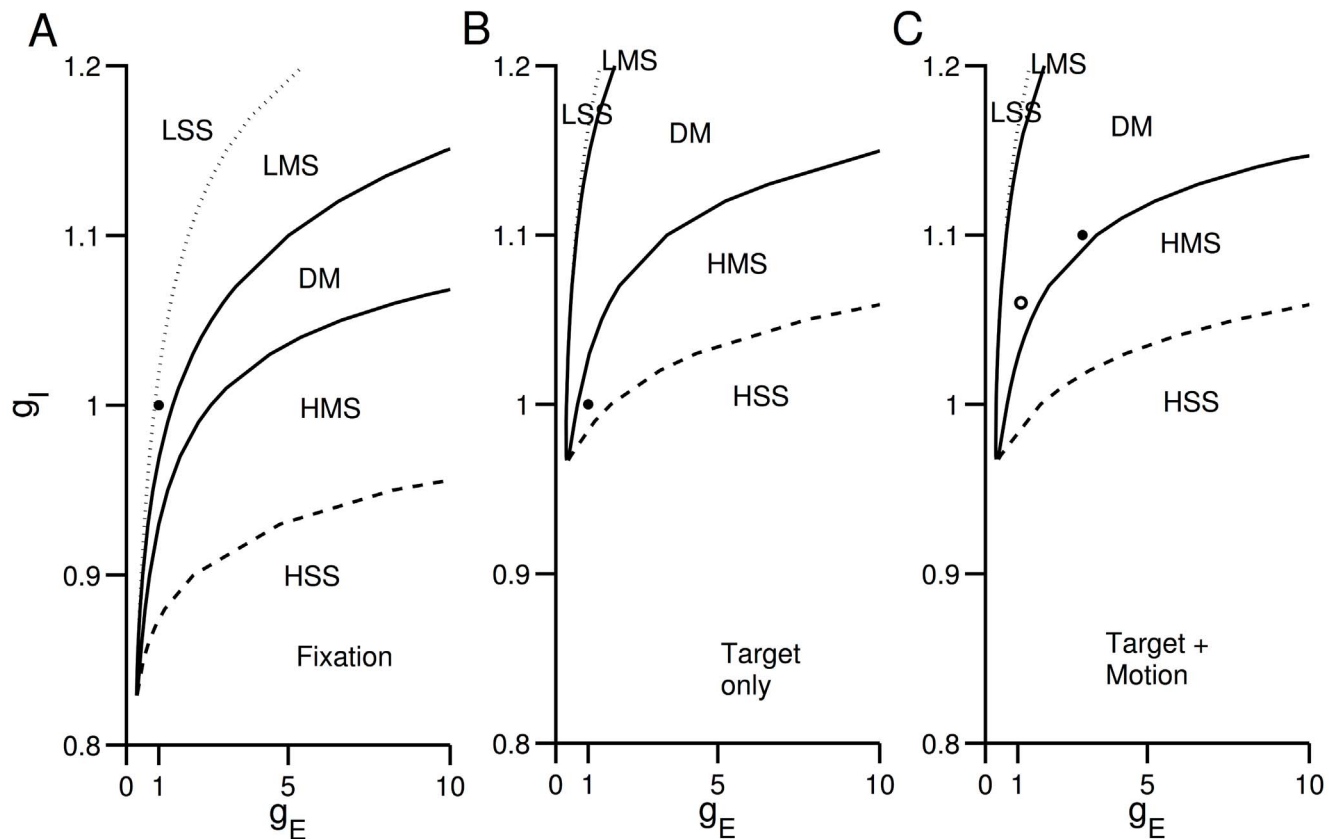 A
1.2
1.1
1
0.9
0.8
g_I
LSS
LMS
DM
HMS
HSS
Fixation
0 1 5 10
g_E
B
1.2
1.1
1
0.9
0.8
LMS
LSS
DM
HMS
HSS
Target
only
0 1 5 10
g_E
C
1.2
1.1
1
0.9
0.8
LMS
LSS
DM
HMS
HSS
Target +
Motion
0 1 5 10
g_E